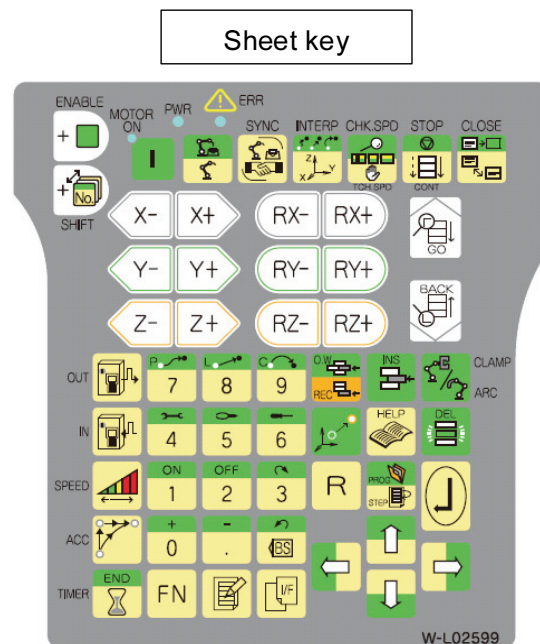 Sheet key
ENABLE
MOTOR ON
PWR
ERR
SYNC
INTERP
CHK.SPD
STOP
CLOSE
+
I
Z
X
Y
TCH.SPD
CONT
+
No.
SHIFT
X-
X+
RX-
RX+
GO
Y-
Y+
RY-
RY+
BACK
Z-
Z+
RZ-
RZ+
OUT
P
7
L
8
C
9
O.W
REC
INS
CLAMP
/
ARC
IN
4
5
6
HELP
DEL
SPEED
ON
1
OFF
2
3
R
PROG
STEP
ACC
+
0
-
.
BS
TIMER
END
FN
I/F
W-L02599